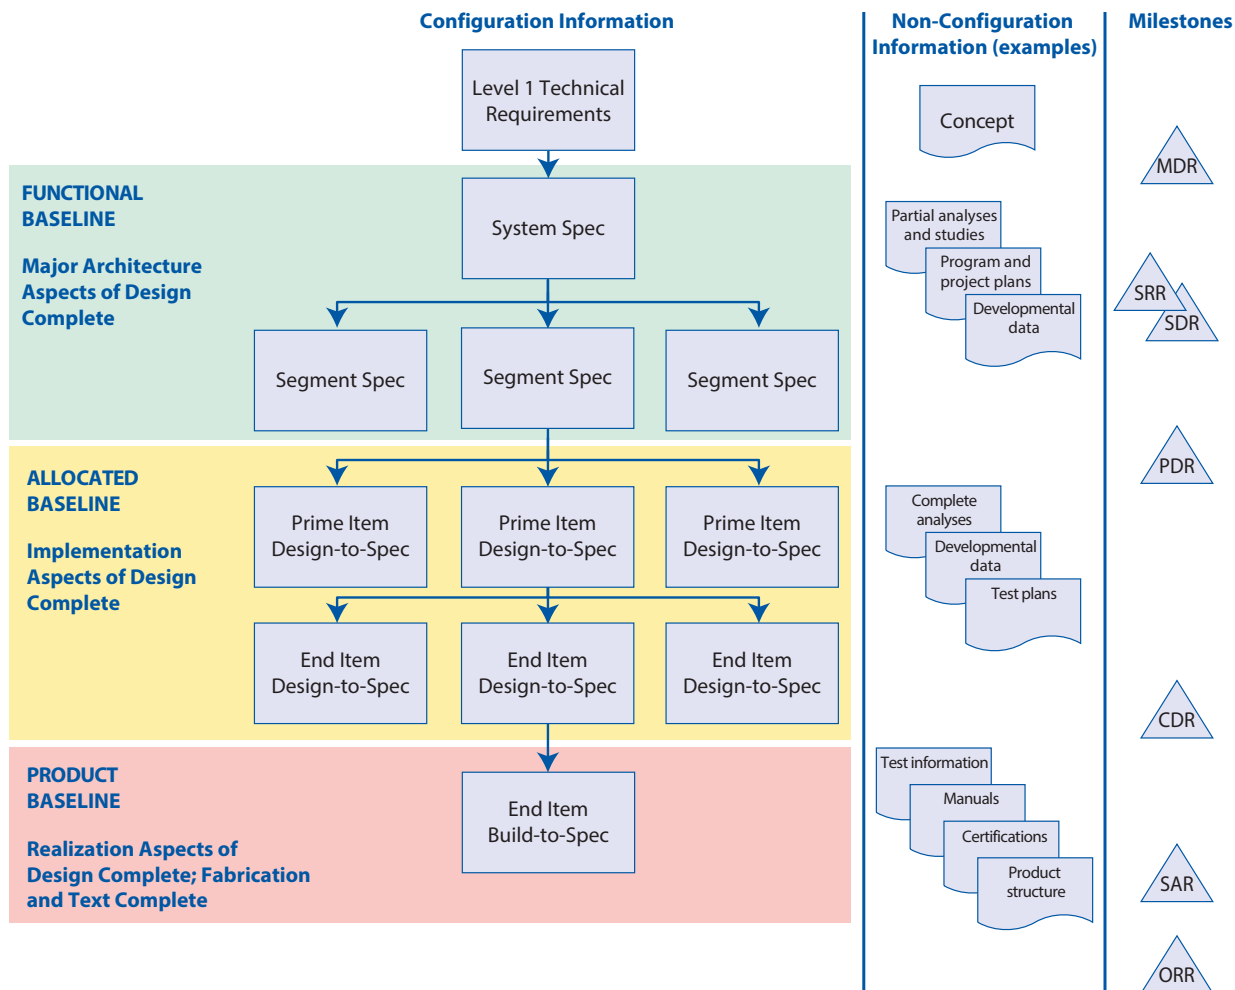 Configuration Information
Non-Configuration
Information (examples)
Milestones
Level 1 Technical
Requirements
Concept
MDR
FUNCTIONAL
BASELINE
Major Architecture
Aspects of Design
Complete
System Spec
Partial analyses
and studies
Program and
project plans
Developmental
data
SRR
SDR
Segment Spec
Segment Spec
Segment Spec
ALLOCATED
BASELINE
Implementation
Aspects of Design
Complete
PDR
Prime Item
Design-to-Spec
Prime Item
Design-to-Spec
Prime Item
Design-to-Spec
Complete
analyses
Developmental
data
Test plans
End Item
Design-to-Spec
End Item
Design-to-Spec
End Item
Design-to-Spec
CDR
PRODUCT
BASELINE
Realization Aspects of
Design Complete; Fabrication
and Text Complete
End Item
Build-to-Spec
Test information
Manuals
Certifications
Product
structure
SAR
ORR